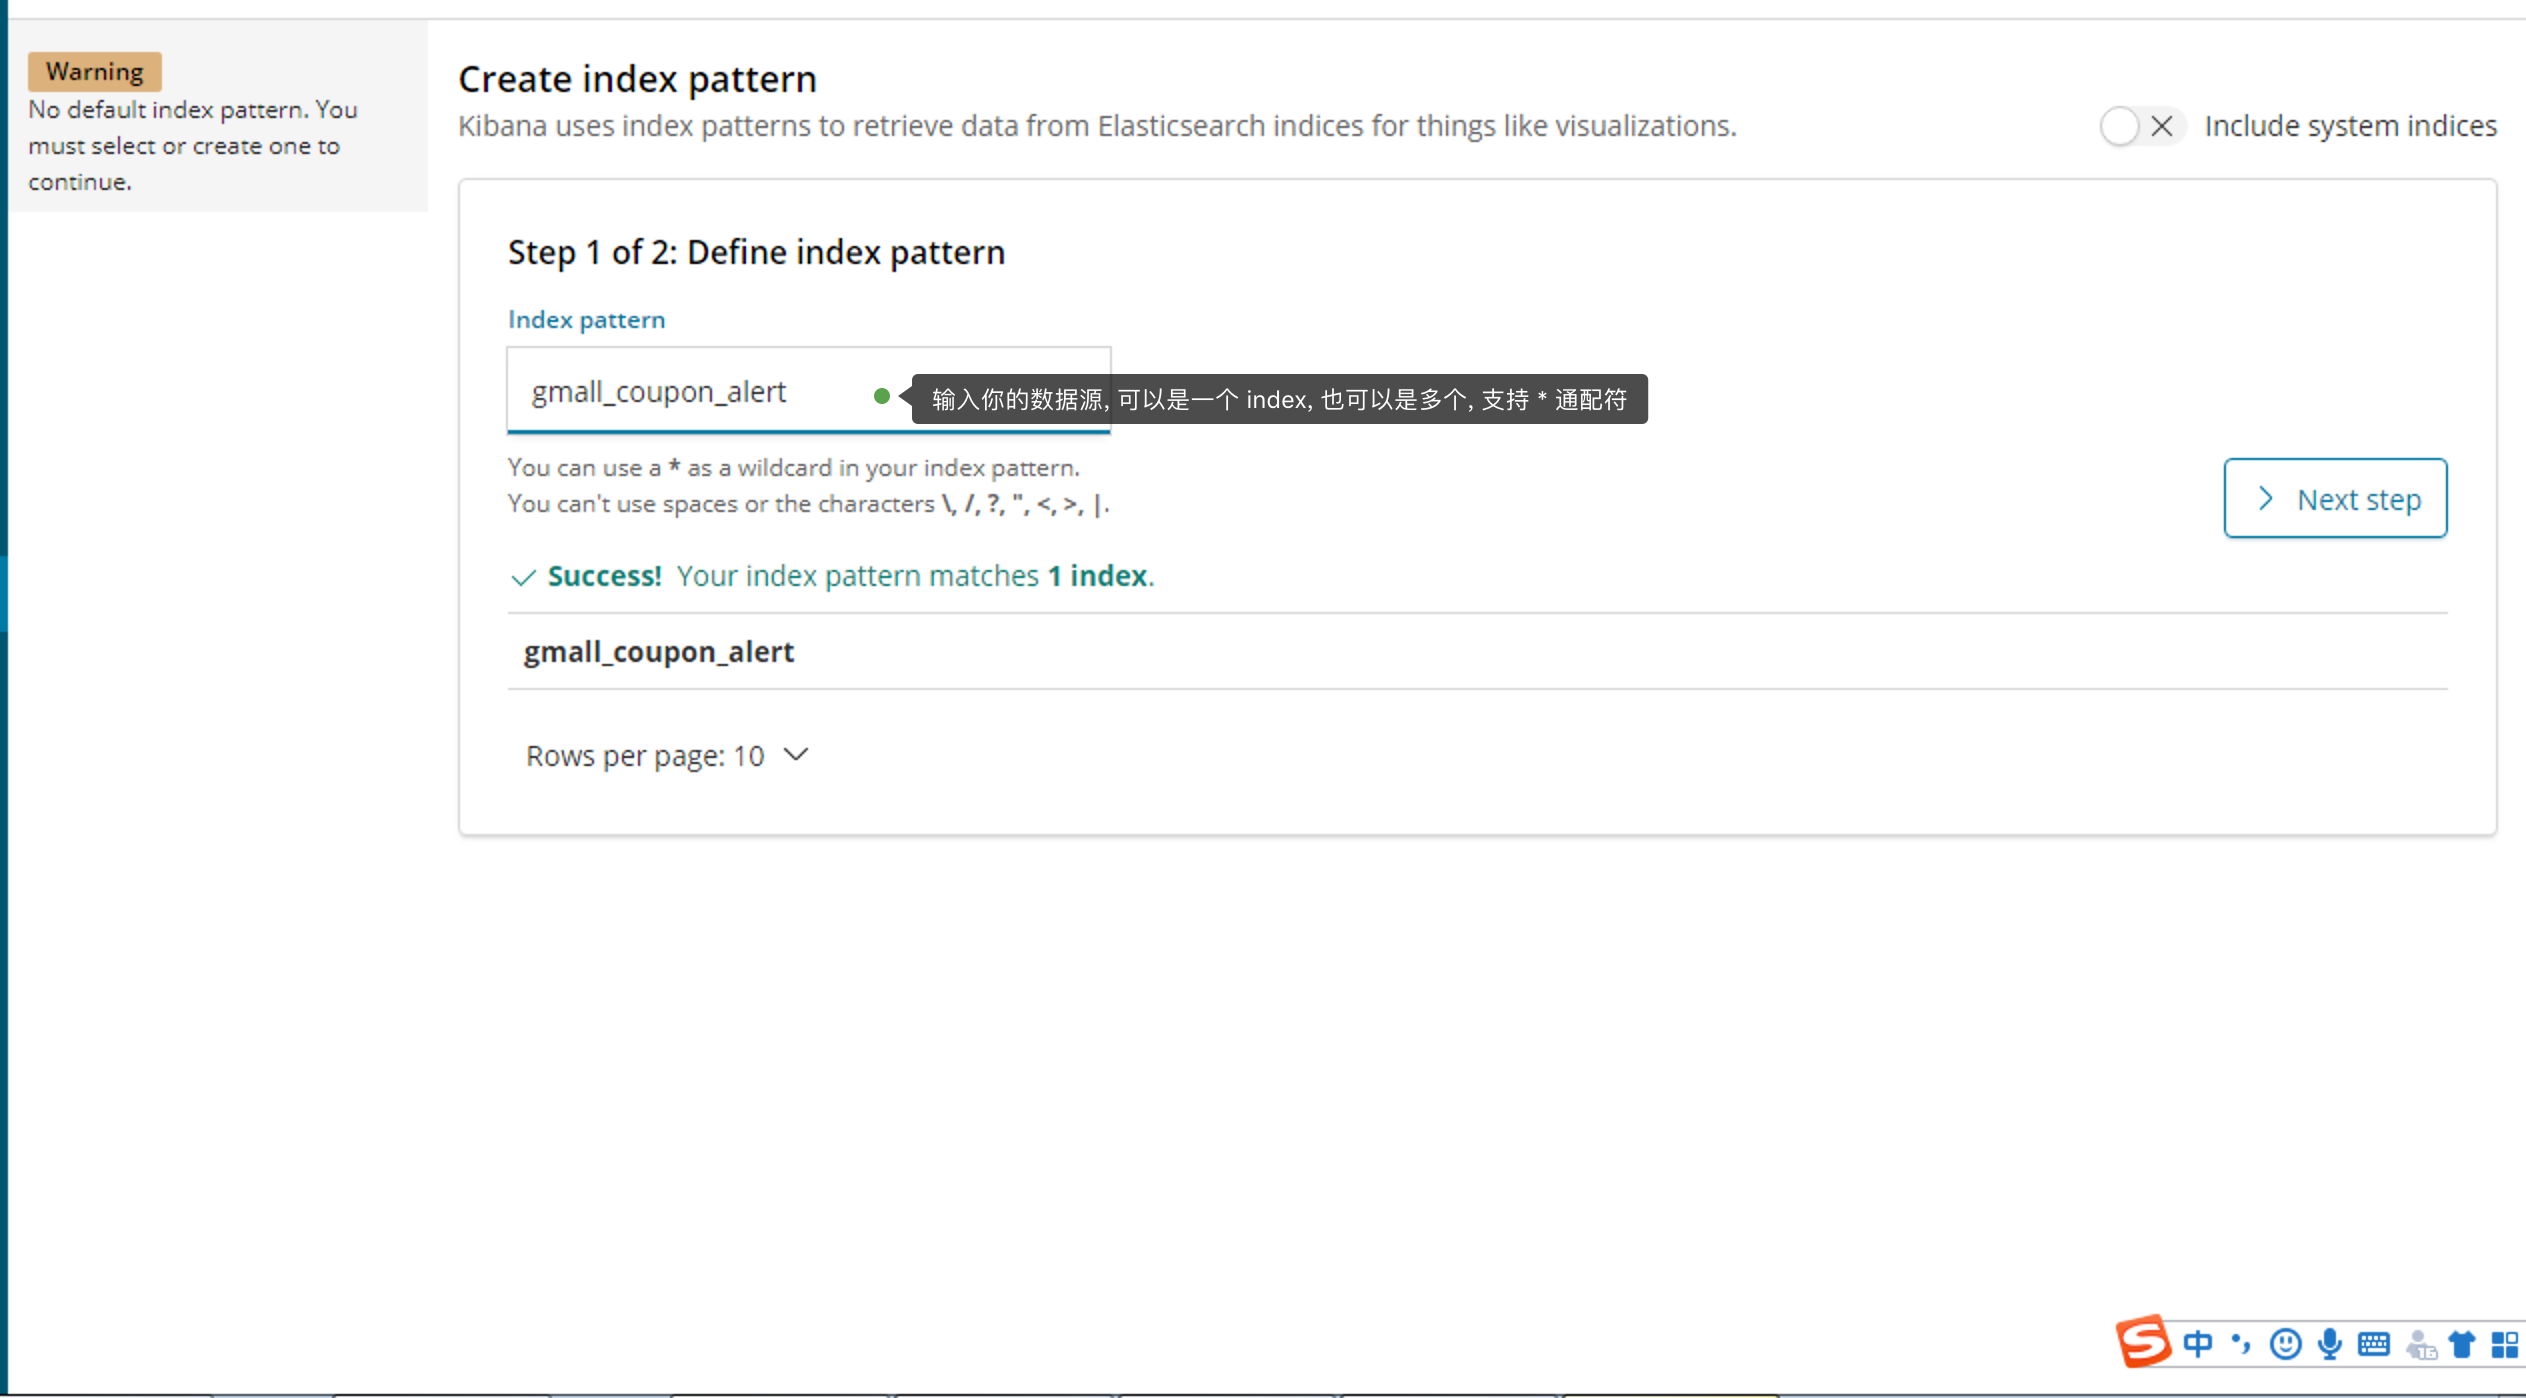 Warning
No default index pattern. You
must select or create one to
continue.
Create index pattern
Kibana uses index patterns to retrieve data from Elasticsearch indices for things like visualizations.
Include system indices
Step 1 of 2: Define index pattern
Index pattern
gmall_coupon_alert
输入你的数据源, 可以是一个 index, 也可以是多个, 支持 * 通配符
You can use a * as a wildcard in your index pattern.
You can't use spaces or the characters \, /, ?, ", <, >, |.
Next step
Success! Your index pattern matches 1 index.
gmall_coupon_alert
Rows per page: 10
S 中